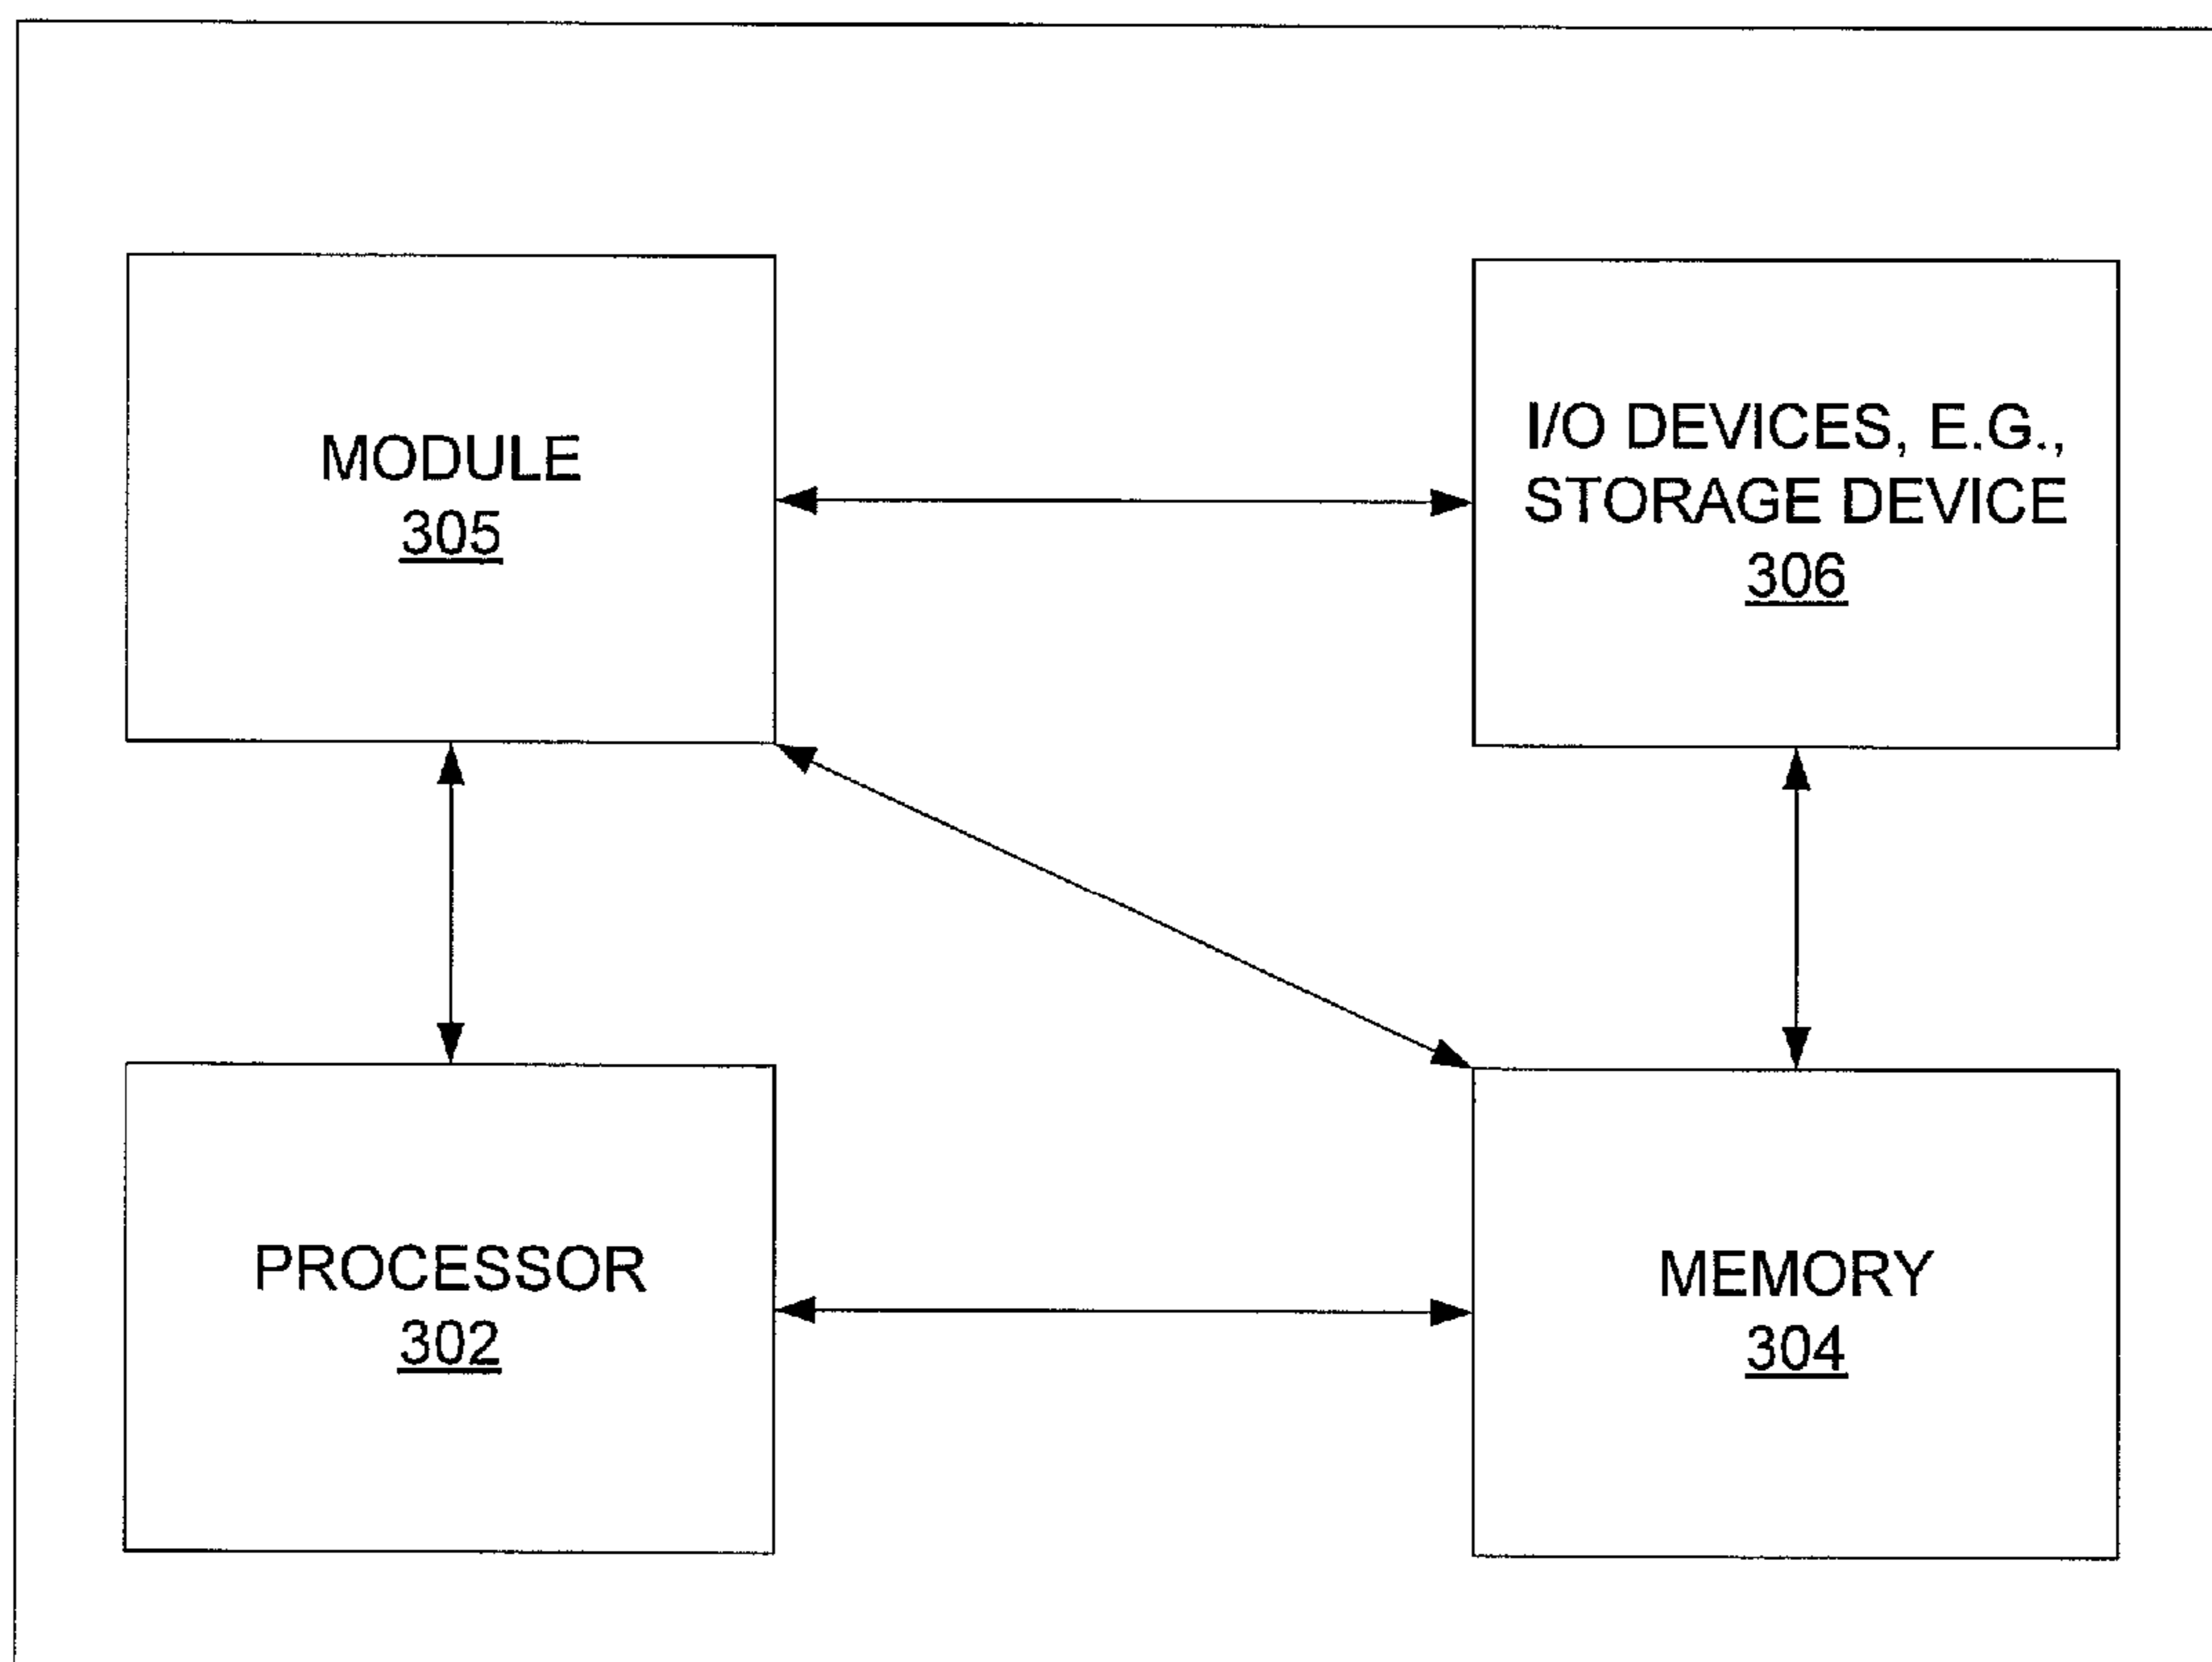 MODULE
305
I/O DEVICES, E.G.,
STORAGE DEVICE
306
PROCESSOR
302
MEMORY
304